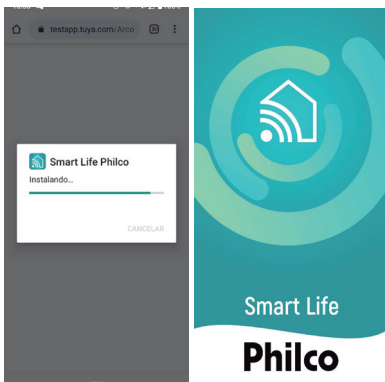 testapp.tuya.com/Arco
Smart Life Philco
Instalando...
CANCELAR
Smart Life
Philco